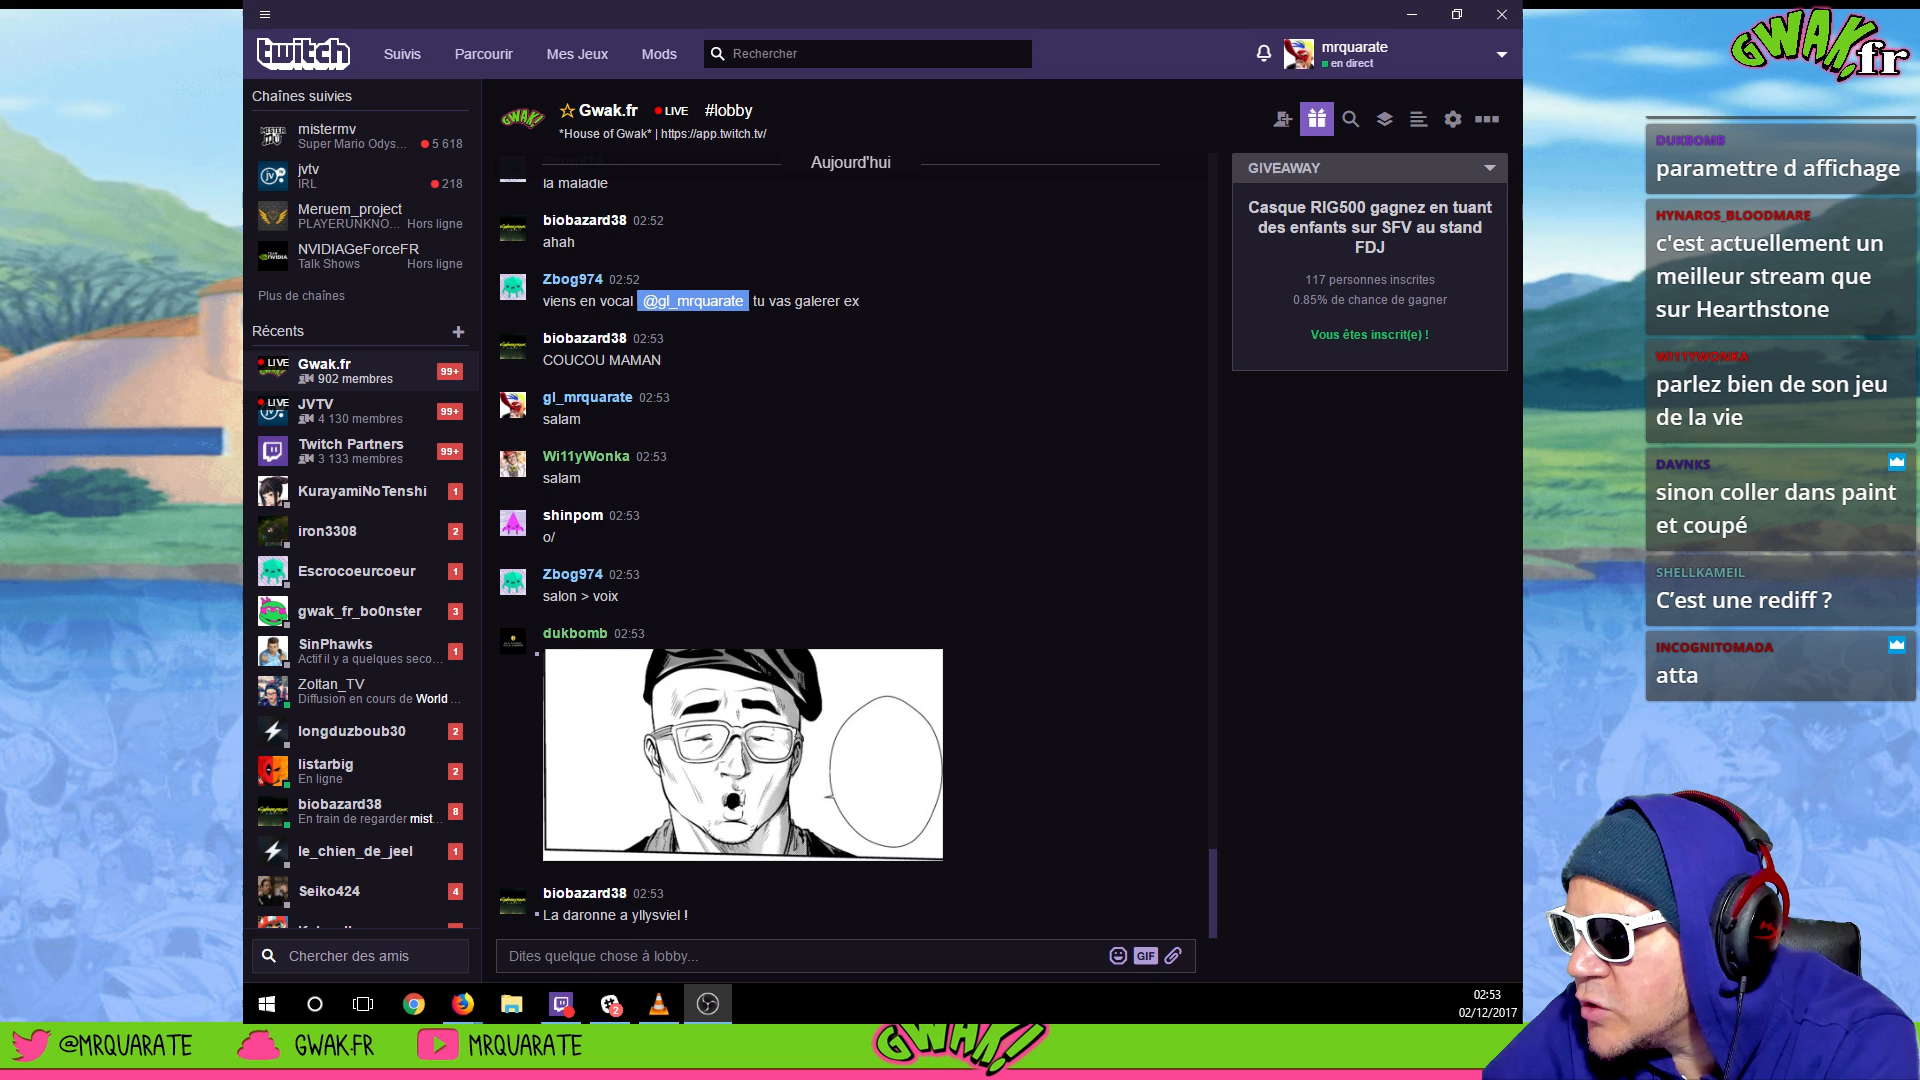 twitch
Suivis
Parcourir
Mes Jeux
Mods
Rechercher
mrquarate
en direct
GWAK!.fr
Chaînes suivies
mistermv
Super Mario Odys...
5 618
jvtv
IRL
218
Meruem_project
PLAYERUNKNO...
Hors ligne
NVIDIAGeForceFR
Talk Shows
Hors ligne
Plus de chaînes
Récents
LIVE
Gwak.fr
902 membres
99+
LIVE
JVTV
4 130 membres
99+
Twitch Partners
3 133 membres
99+
KurayamiNoTenshi
1
iron3308
2
Escrocoeurcoeur
1
gwak_fr_bo0nster
3
SinPhawks
Actif il y a quelques seco...
1
Zoltan_TV
Diffusion en cours de World ...
longduzboub30
2
listarbig
En ligne
2
biobazard38
En train de regarder mist...
8
le_chien_de_jeel
1
Seiko424
4
Chercher des amis
GWAK!
Gwak.fr
LIVE
#lobby
*House of Gwak* | https://app.twitch.tv/
Aujourd'hui
la maladie
biobazard38 02:52
ahah
Zbog974 02:52
viens en vocal @gl_mrquarate tu vas galerer ex
biobazard38 02:53
COUCOU MAMAN
gl_mrquarate 02:53
salam
Wi11yWonka 02:53
salam
shinpom 02:53
o/
Zbog974 02:53
salon > voix
dukbomb 02:53
biobazard38 02:53
La daronne a yllysviel !
Dites quelque chose à lobby...
GIF
GIVEAWAY
Casque RIG500 gagnez en tuant
des enfants sur SFV au stand
FDJ
117 personnes inscrites
0.85% de chance de gagner
Vous êtes inscrit(e) !
DUKBOMB
paramettre d affichage
HYNAROS_BLOODMARE
c'est actuellement un
meilleur stream que
sur Hearthstone
WI11YWONKA
parlez bien de son jeu
de la vie
DAVNKS
sinon coller dans paint
et coupé
SHELLKAMEIL
C'est une rediff ?
INCOGNITOMADA
atta
2
02:53
02/12/2017
@MRQUARATE
GWAK.FR
MRQUARATE
GWAK!